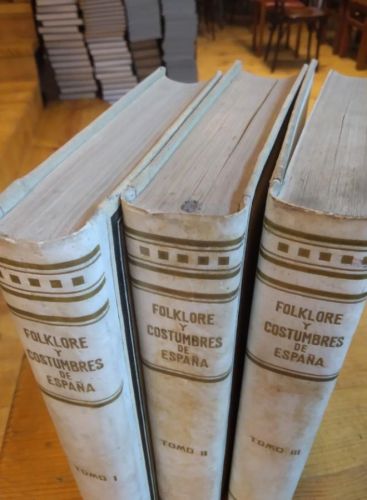 FOLKLORE
Y
COSTUMBRES
DE
ESPAÑA
TOMO I
FOLKLORE
Y
COSTUMBRES
DE
ESPAÑA
TOMO II
FOLKLORE
Y
COSTUMBRES
DE
ESPAÑA
TOMO III